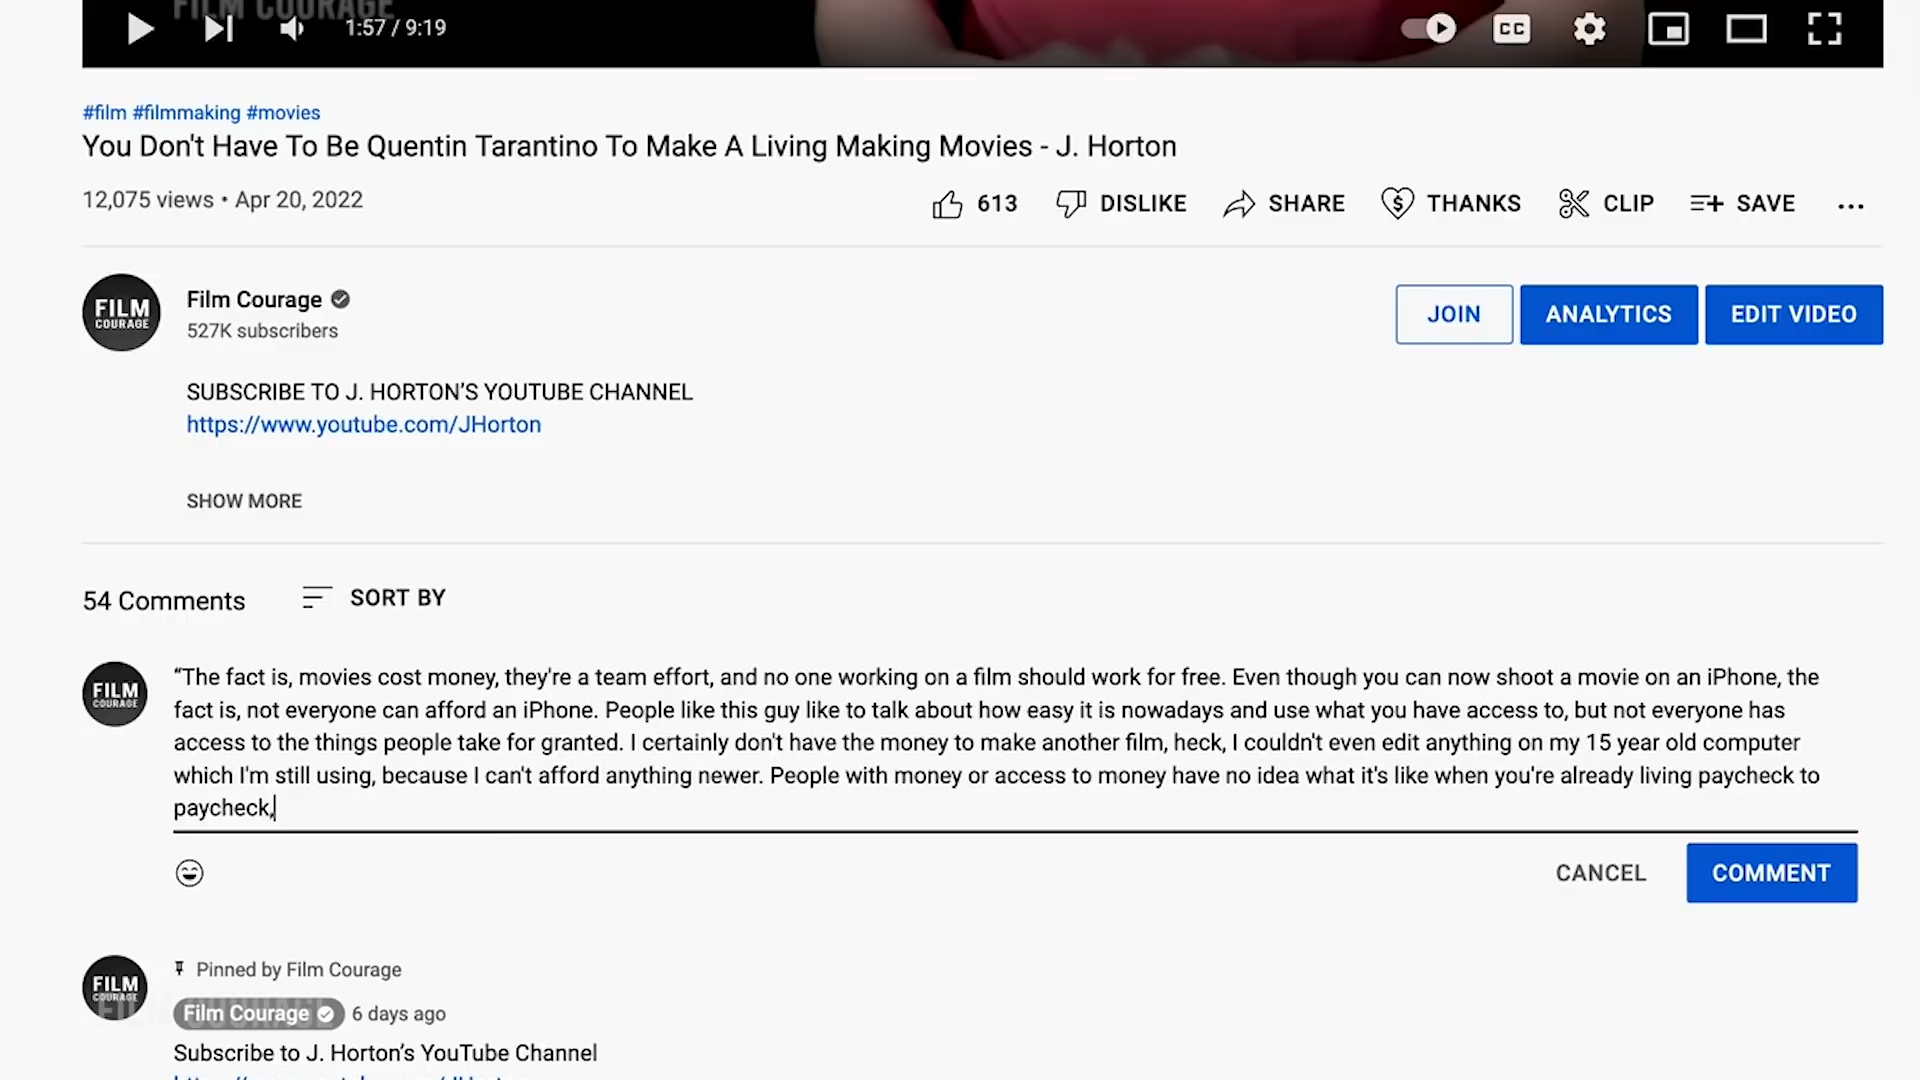 FILM COURAGE
1:57 / 9:19
CC
#film #filmmaking #movies
You Don't Have To Be Quentin Tarantino To Make A Living Making Movies - J. Horton
12,075 views • Apr 20, 2022
613 DISLIKE SHARE THANKS CLIP SAVE
FILM COURAGE
Film Courage
527K subscribers
JOIN ANALYTICS EDIT VIDEO
SUBSCRIBE TO J. HORTON’S YOUTUBE CHANNEL
https://www.youtube.com/JHorton
SHOW MORE
54 Comments SORT BY
FILM COURAGE
“The fact is, movies cost money, they're a team effort, and no one working on a film should work for free. Even though you can now shoot a movie on an iPhone, the
fact is, not everyone can afford an iPhone. People like this guy like to talk about how easy it is nowadays and use what you have access to, but not everyone has
access to the things people take for granted. I certainly don't have the money to make another film, heck, I couldn't even edit anything on my 15 year old computer
which I'm still using, because I can't afford anything newer. People with money or access to money have no idea what it's like when you're already living paycheck to
paycheck,
CANCEL COMMENT
FILM COURAGE
Pinned by Film Courage
Film Courage 6 days ago
FILM COURAGE
Subscribe to J. Horton’s YouTube Channel